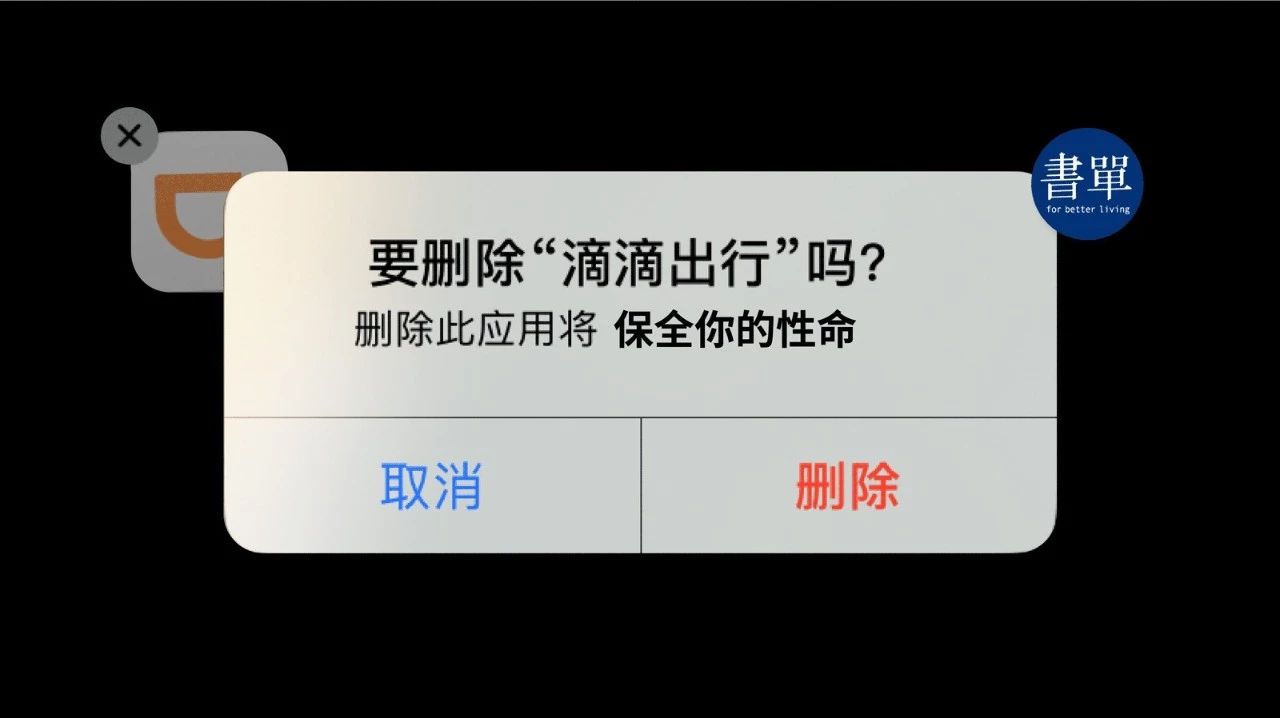 書單
for better living
要删除“滴滴出行”吗?
删除此应用将 保全你的性命
取消
删除